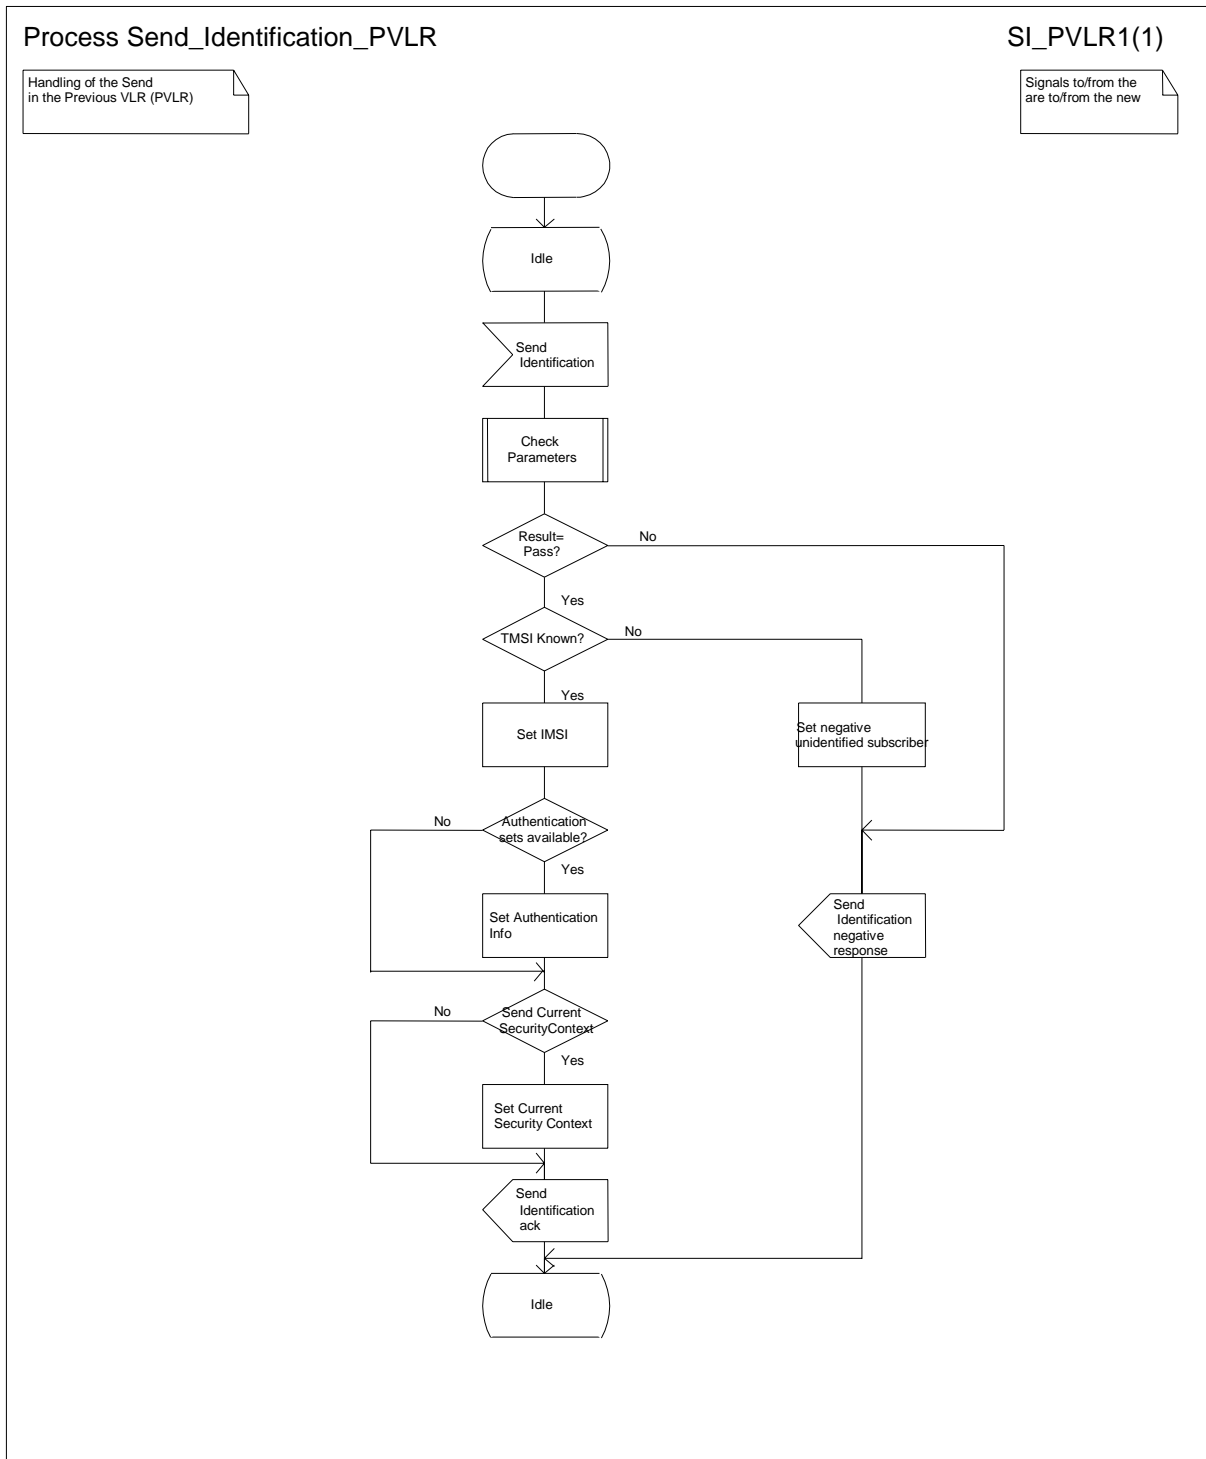 Process Send_Identification_PVLR
SI_PVLR1(1)
Handling of the Send
in the Previous VLR (PVLR)
Signals to/from the
are to/from the new
Idle
Send
Identification
Check
Parameters
Result=
Pass?
No
Yes
TMSI Known?
No
Yes
Set IMSI
Set negative
unidentified subscriber
No
Authentication
sets available?
Yes
Set Authentication
Info
Send
Identification
negative
response
No
Send Current
SecurityContext
Yes
Set Current
Security Context
Send
Identification
ack
Idle